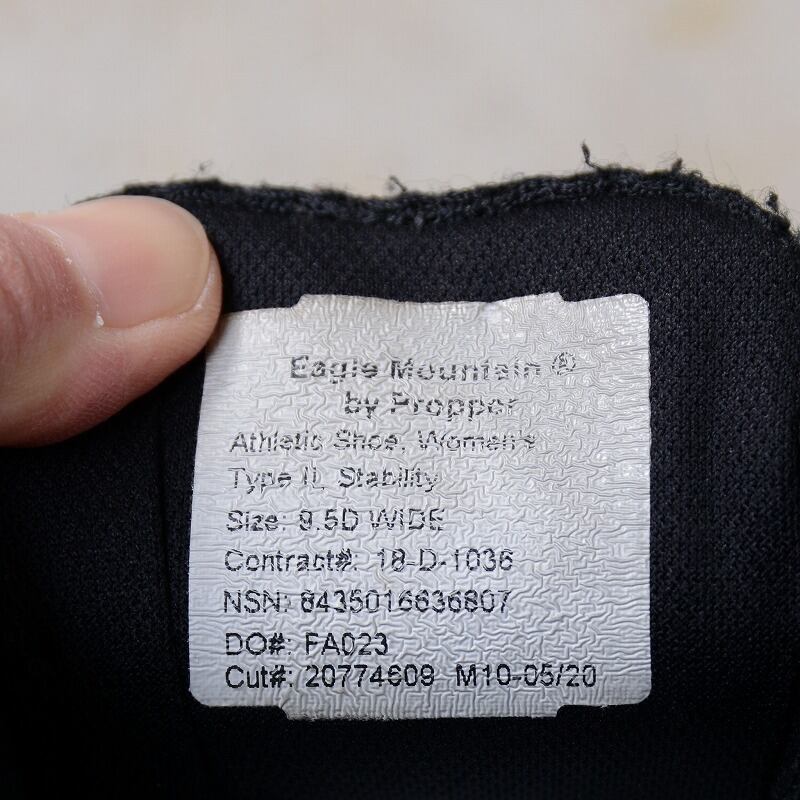 Eagle Mountain ®
by Propper
Athletic Shoe, Women's
Type II, Stability
Size: 9.5D WIDE
Contract#: 18-D-1036
NSN: 8435016636807
DO#: FA023
Cut#: 20774609 M10-05/20